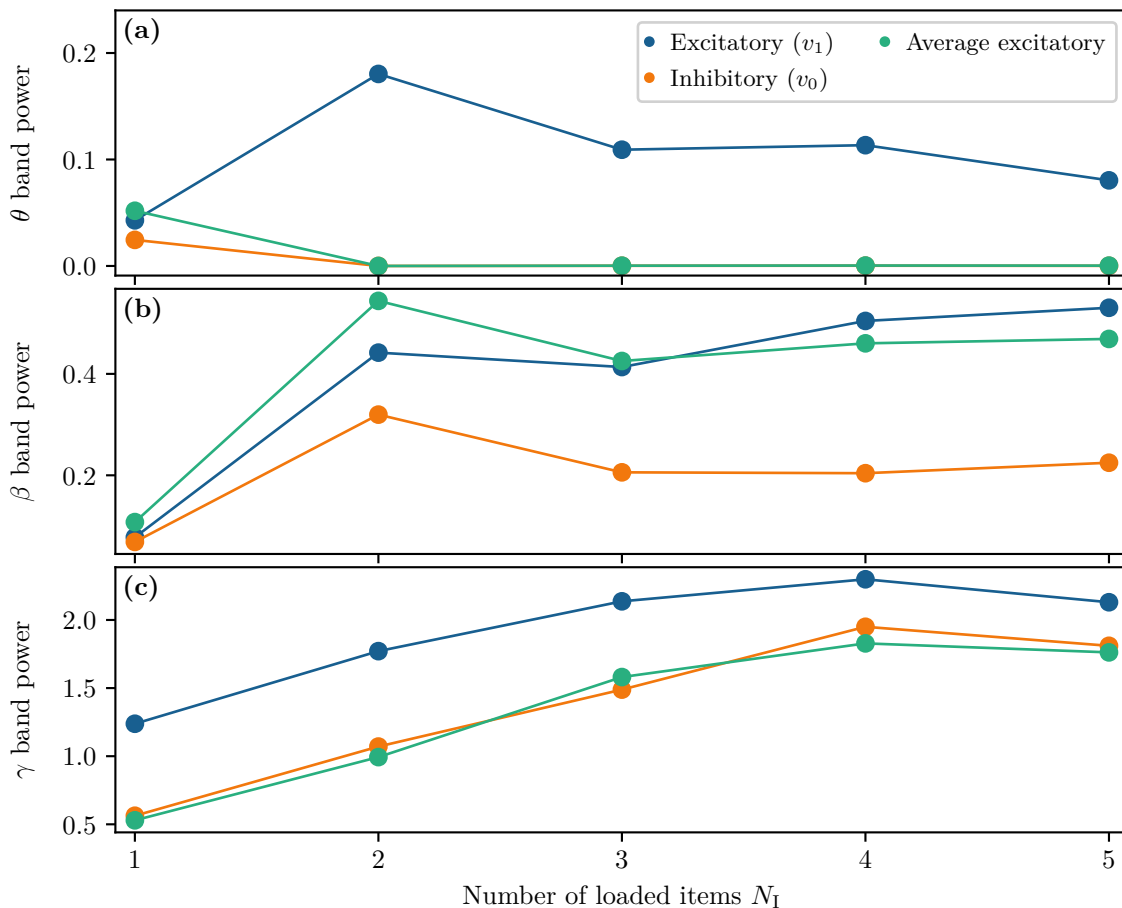 (a)
Excitatory (v₁)
Average excitatory
Inhibitory (v₀)
θ band power
0.2
0.1
0.0
(b)
β band power
0.4
0.2
(c)
γ band power
2.0
1.5
1.0
0.5
1 2 3 4 5
Number of loaded items N_I